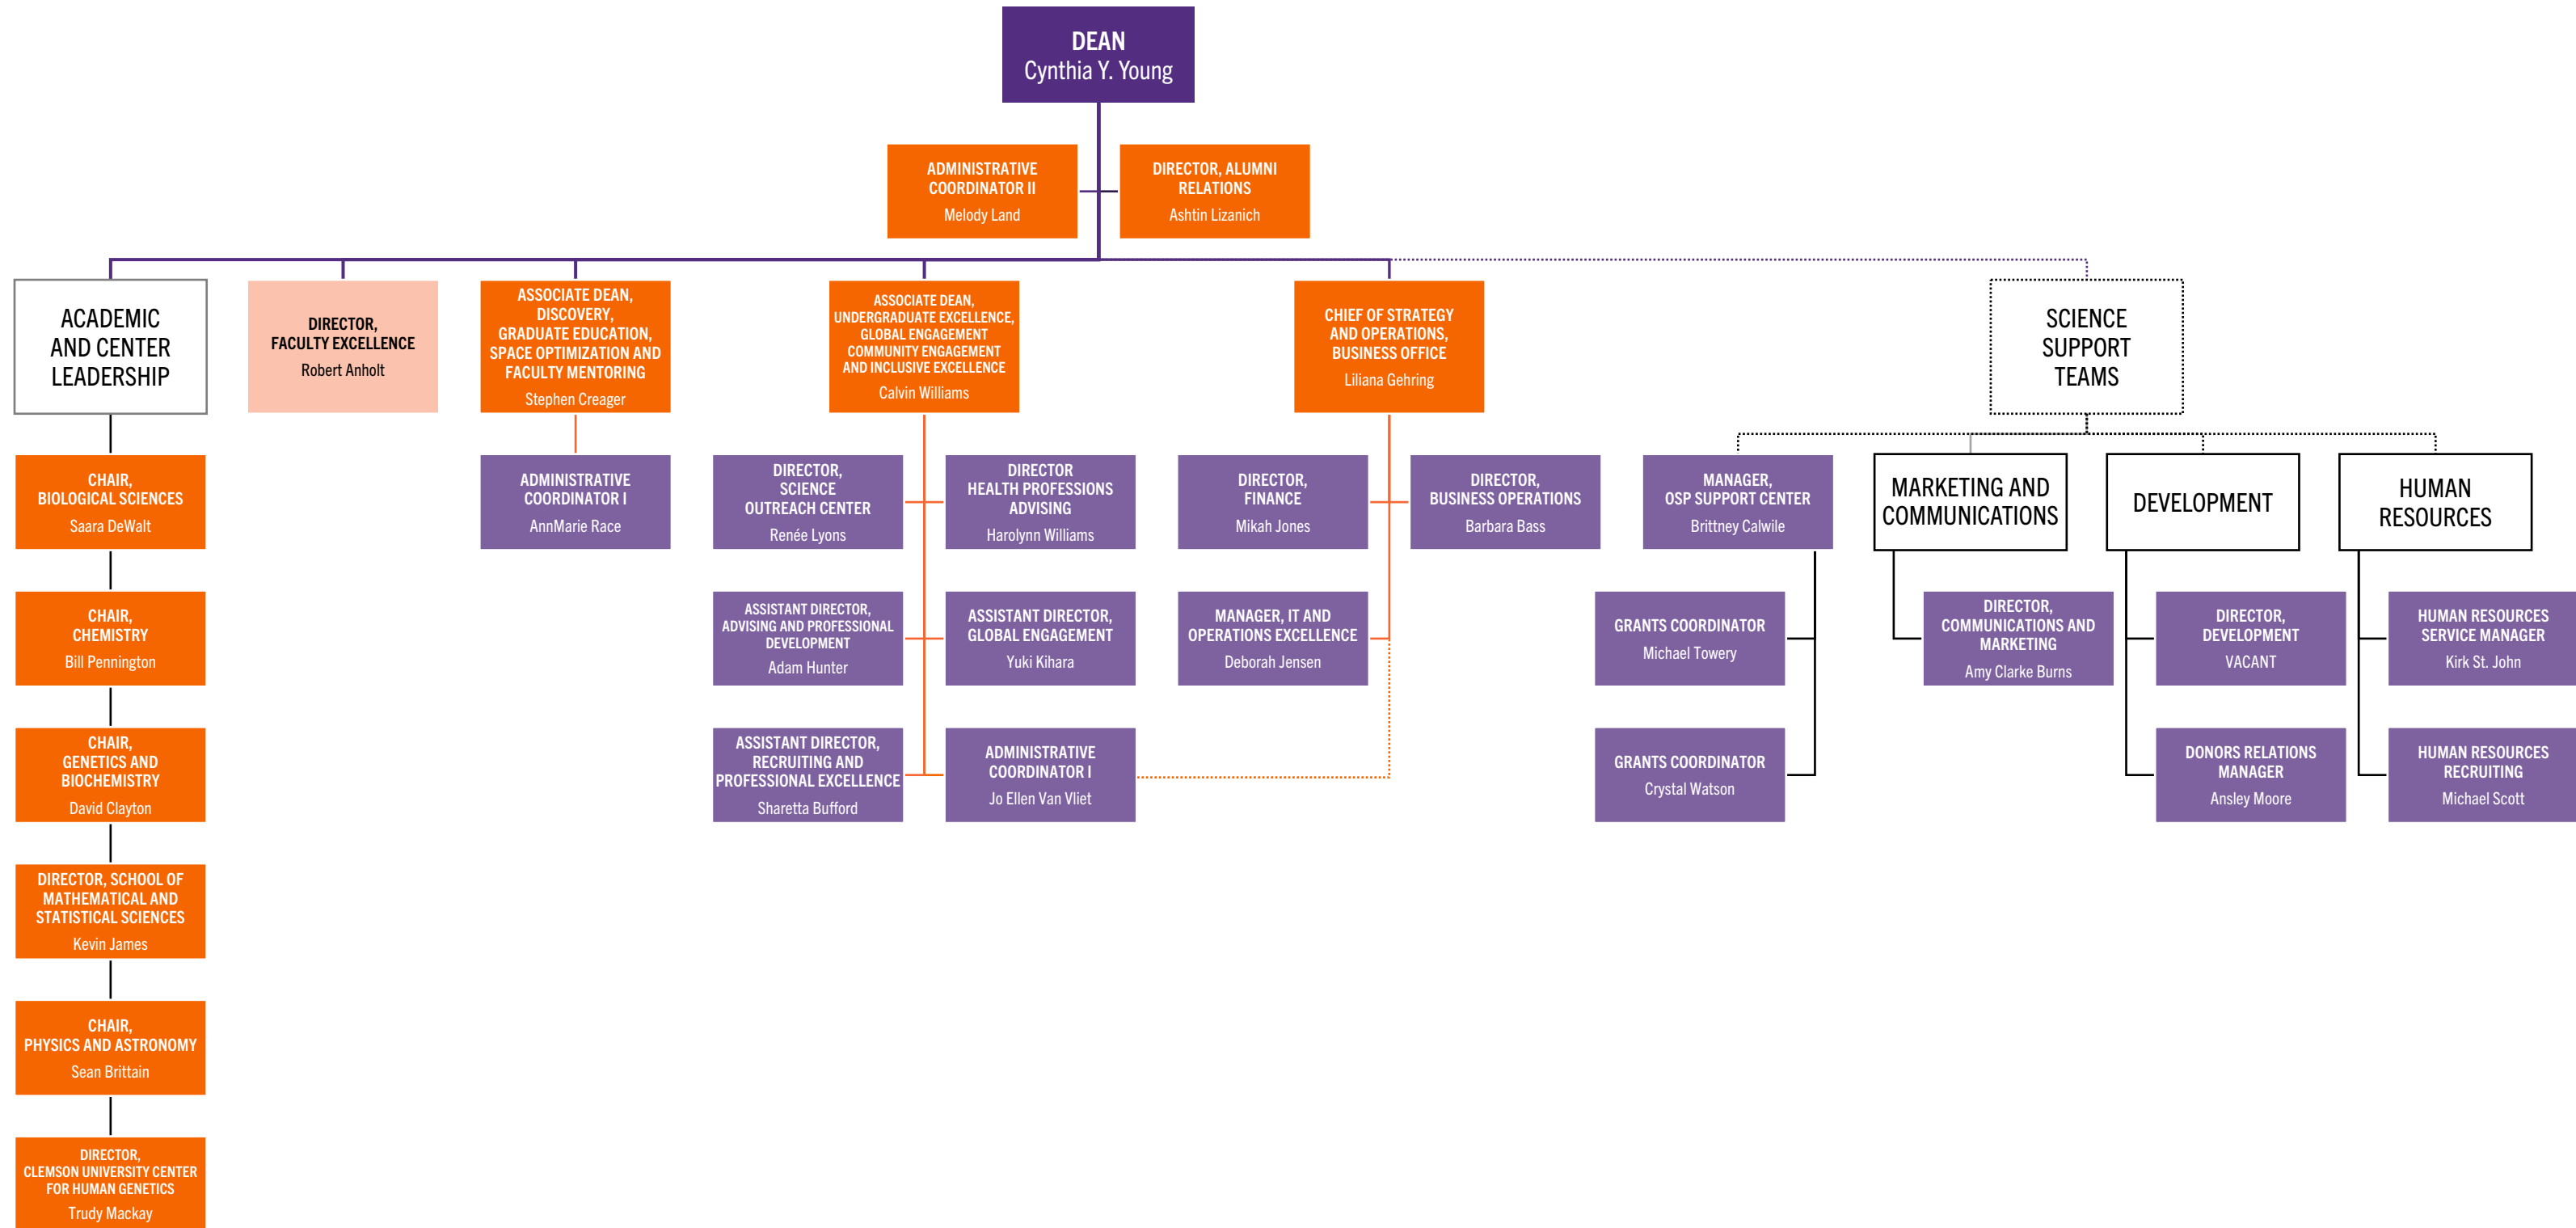 DEAN
Cynthia Y. Young
ADMINISTRATIVE
COORDINATOR II
Melody Land
DIRECTOR, ALUMNI
RELATIONS
Ashtin Lizanich
ACADEMIC
AND CENTER
LEADERSHIP
DIRECTOR,
FACULTY EXCELLENCE
Robert Anholt
ASSOCIATE DEAN,
DISCOVERY,
GRADUATE EDUCATION,
SPACE OPTIMIZATION AND
FACULTY MENTORING
Stephen Creager
ASSOCIATE DEAN,
UNDERGRADUATE EXCELLENCE,
GLOBAL ENGAGEMENT
COMMUNITY ENGAGEMENT
AND INCLUSIVE EXCELLENCE
Calvin Williams
CHIEF OF STRATEGY
AND OPERATIONS,
BUSINESS OFFICE
Liliana Gehring
SCIENCE
SUPPORT
TEAMS
CHAIR,
BIOLOGICAL SCIENCES
Saara DeWalt
ADMINISTRATIVE
COORDINATOR I
AnnMarie Race
DIRECTOR,
SCIENCE
OUTREACH CENTER
Renée Lyons
DIRECTOR
HEALTH PROFESSIONS
ADVISING
Harolynn Williams
DIRECTOR,
FINANCE
Mikah Jones
DIRECTOR,
BUSINESS OPERATIONS
Barbara Bass
MANAGER,
OSP SUPPORT CENTER
Brittney Calwile
MARKETING AND
COMMUNICATIONS
DEVELOPMENT
HUMAN
RESOURCES
CHAIR,
CHEMISTRY
Bill Pennington
ASSISTANT DIRECTOR,
ADVISING AND PROFESSIONAL
DEVELOPMENT
Adam Hunter
ASSISTANT DIRECTOR,
GLOBAL ENGAGEMENT
Yuki Kihara
MANAGER, IT AND
OPERATIONS EXCELLENCE
Deborah Jensen
GRANTS COORDINATOR
Michael Towery
DIRECTOR,
COMMUNICATIONS AND
MARKETING
Amy Clarke Burns
DIRECTOR,
DEVELOPMENT
VACANT
HUMAN RESOURCES
SERVICE MANAGER
Kirk St. John
CHAIR,
GENETICS AND
BIOCHEMISTRY
David Clayton
ASSISTANT DIRECTOR,
RECRUITING AND
PROFESSIONAL EXCELLENCE
Sharetta Bufford
ADMINISTRATIVE
COORDINATOR I
Jo Ellen Van Vliet
GRANTS COORDINATOR
Crystal Watson
DONORS RELATIONS
MANAGER
Ansley Moore
HUMAN RESOURCES
RECRUITING
Michael Scott
DIRECTOR, SCHOOL OF
MATHEMATICAL AND
STATISTICAL SCIENCES
Kevin James
CHAIR,
PHYSICS AND ASTRONOMY
Sean Brittain
DIRECTOR,
CLEMSON UNIVERSITY CENTER
FOR HUMAN GENETICS
Trudy Mackay